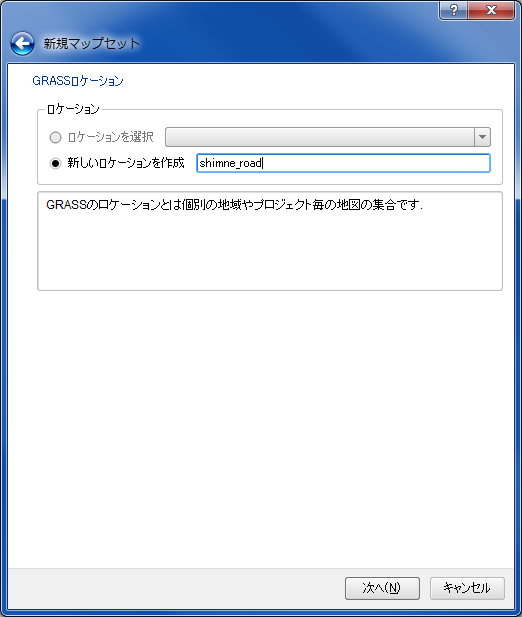 新規マップセット
GRASSロケーション
ロケーション
ロケーションを選択
新しいロケーションを作成 shimne_road
GRASSのロケーションとは個別の地域やプロジェクト毎の地図の集合です.
次へ(N) キャンセル